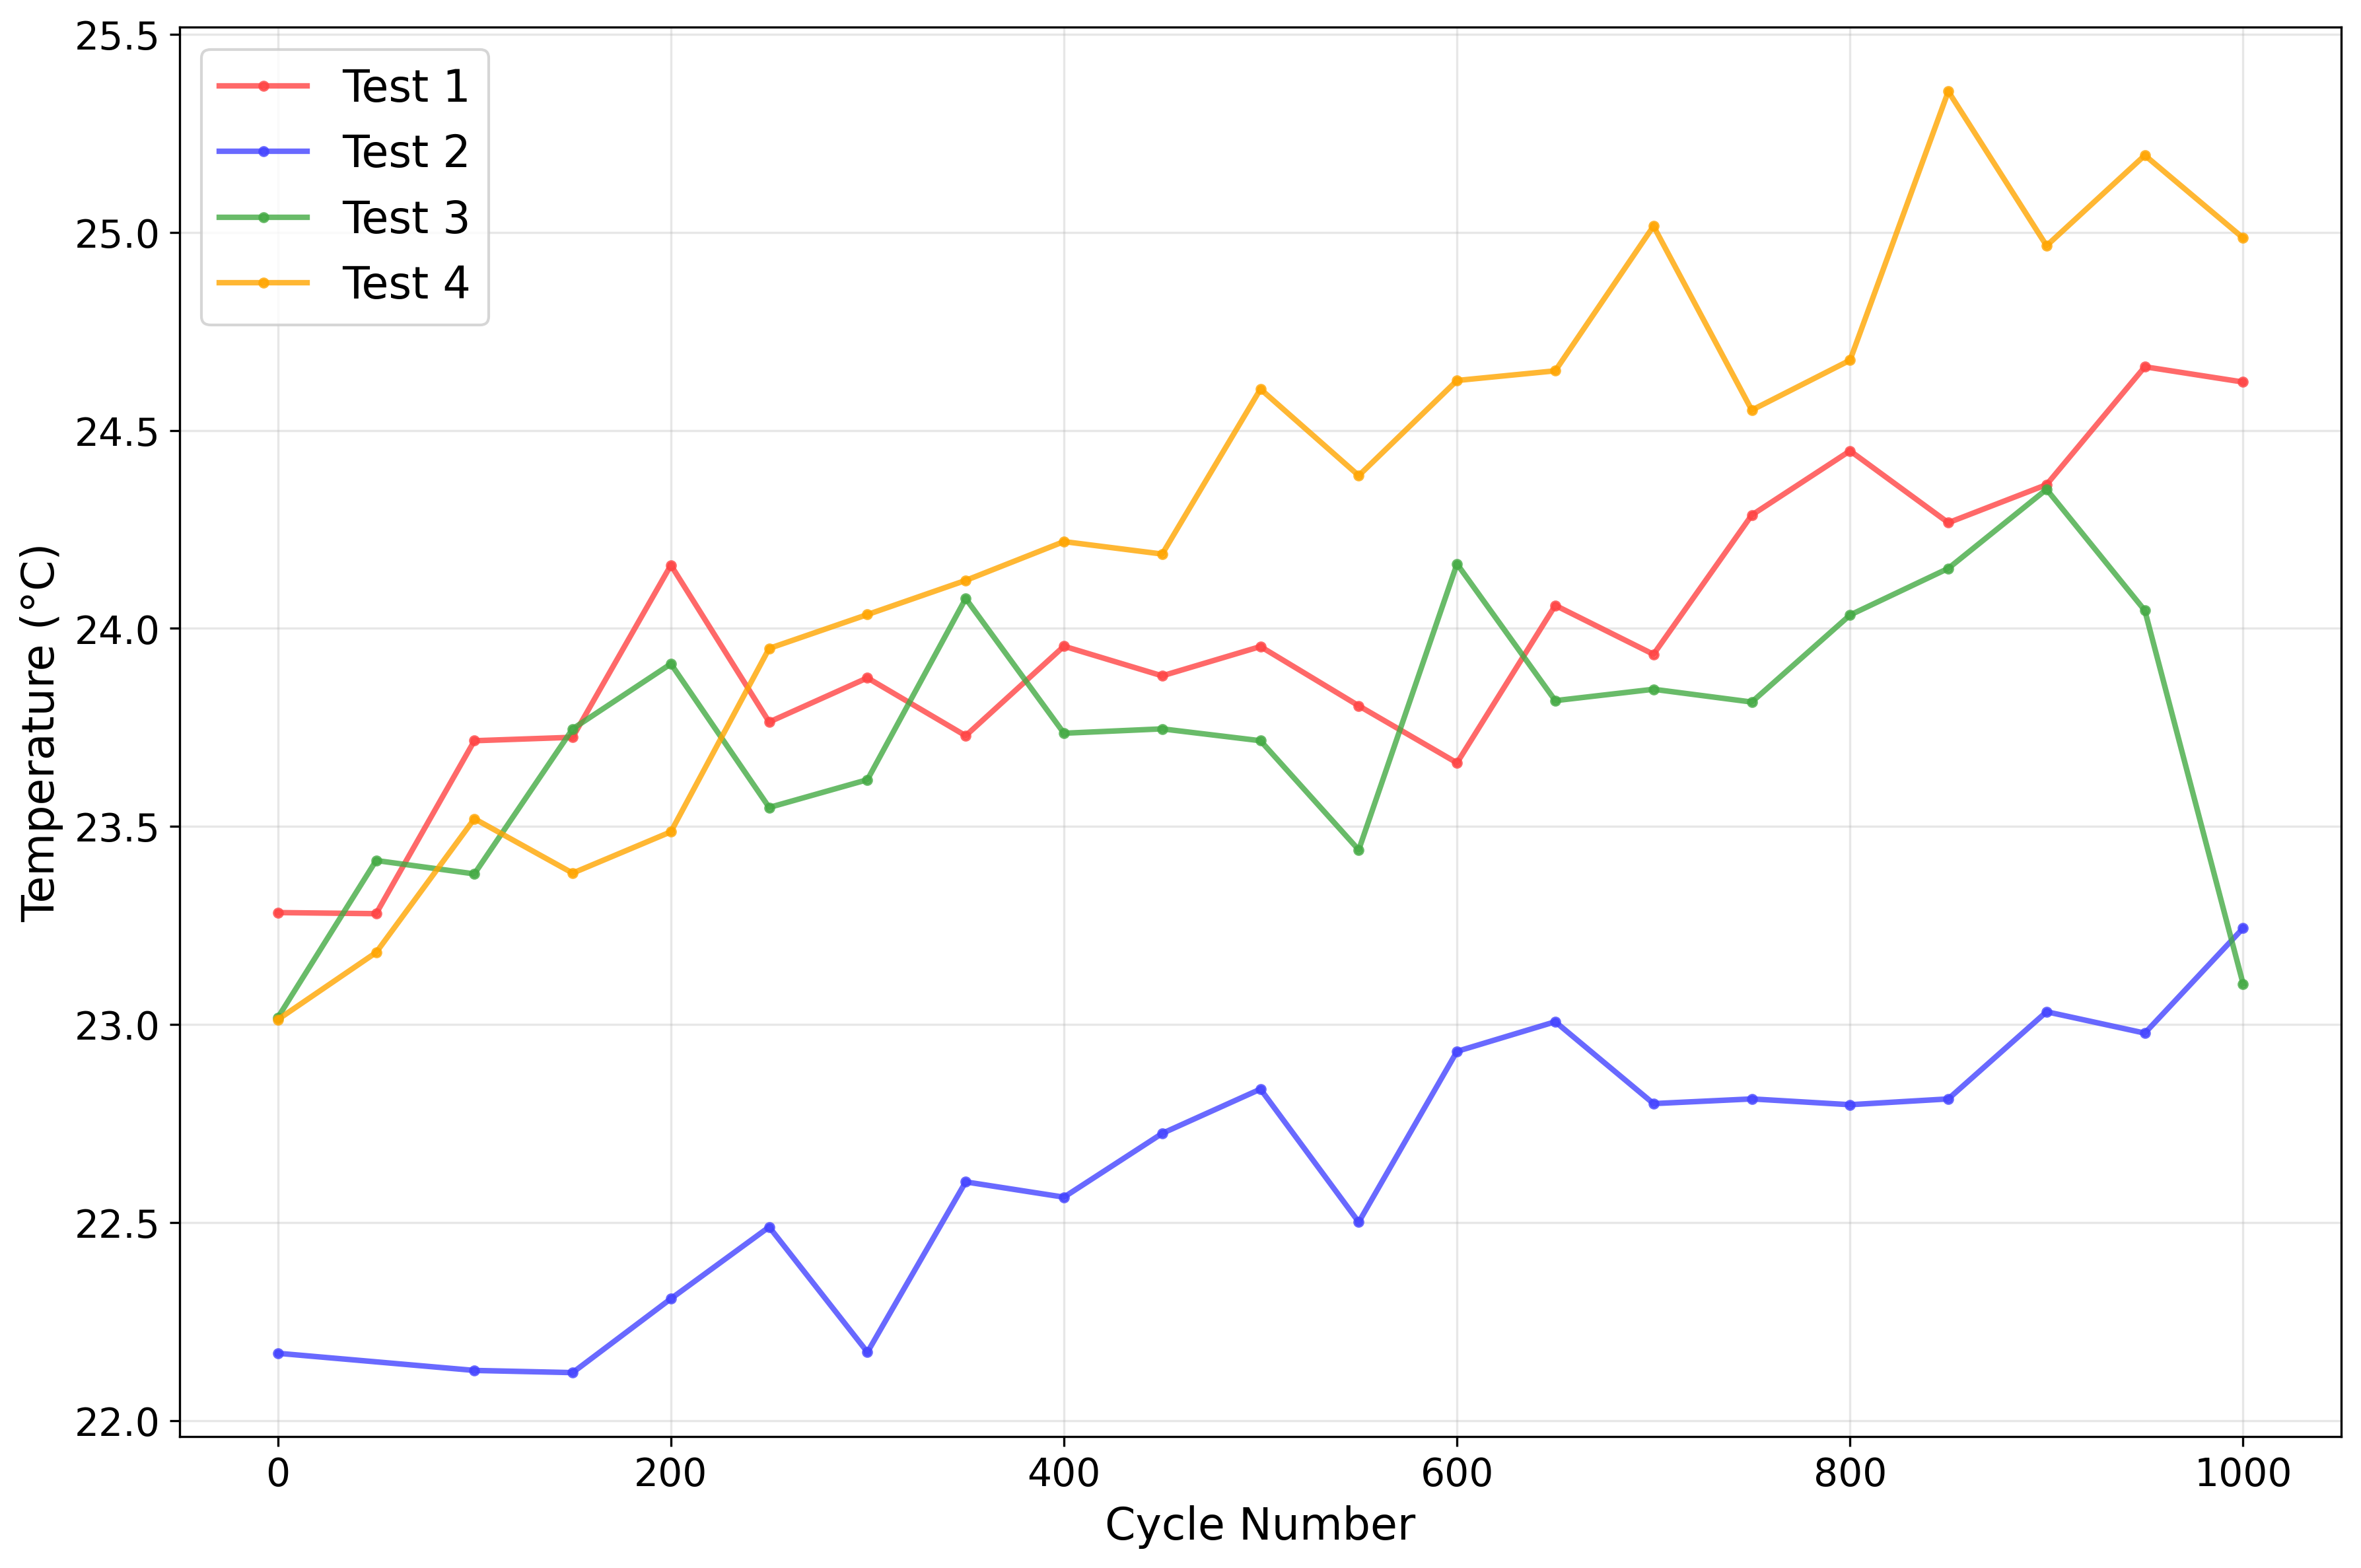 25.5
25.0
24.5
24.0
23.5
23.0
22.5
22.0
Temperature (°C)
Test 1
Test 2
Test 3
Test 4
0 200 400 600 800 1000
Cycle Number